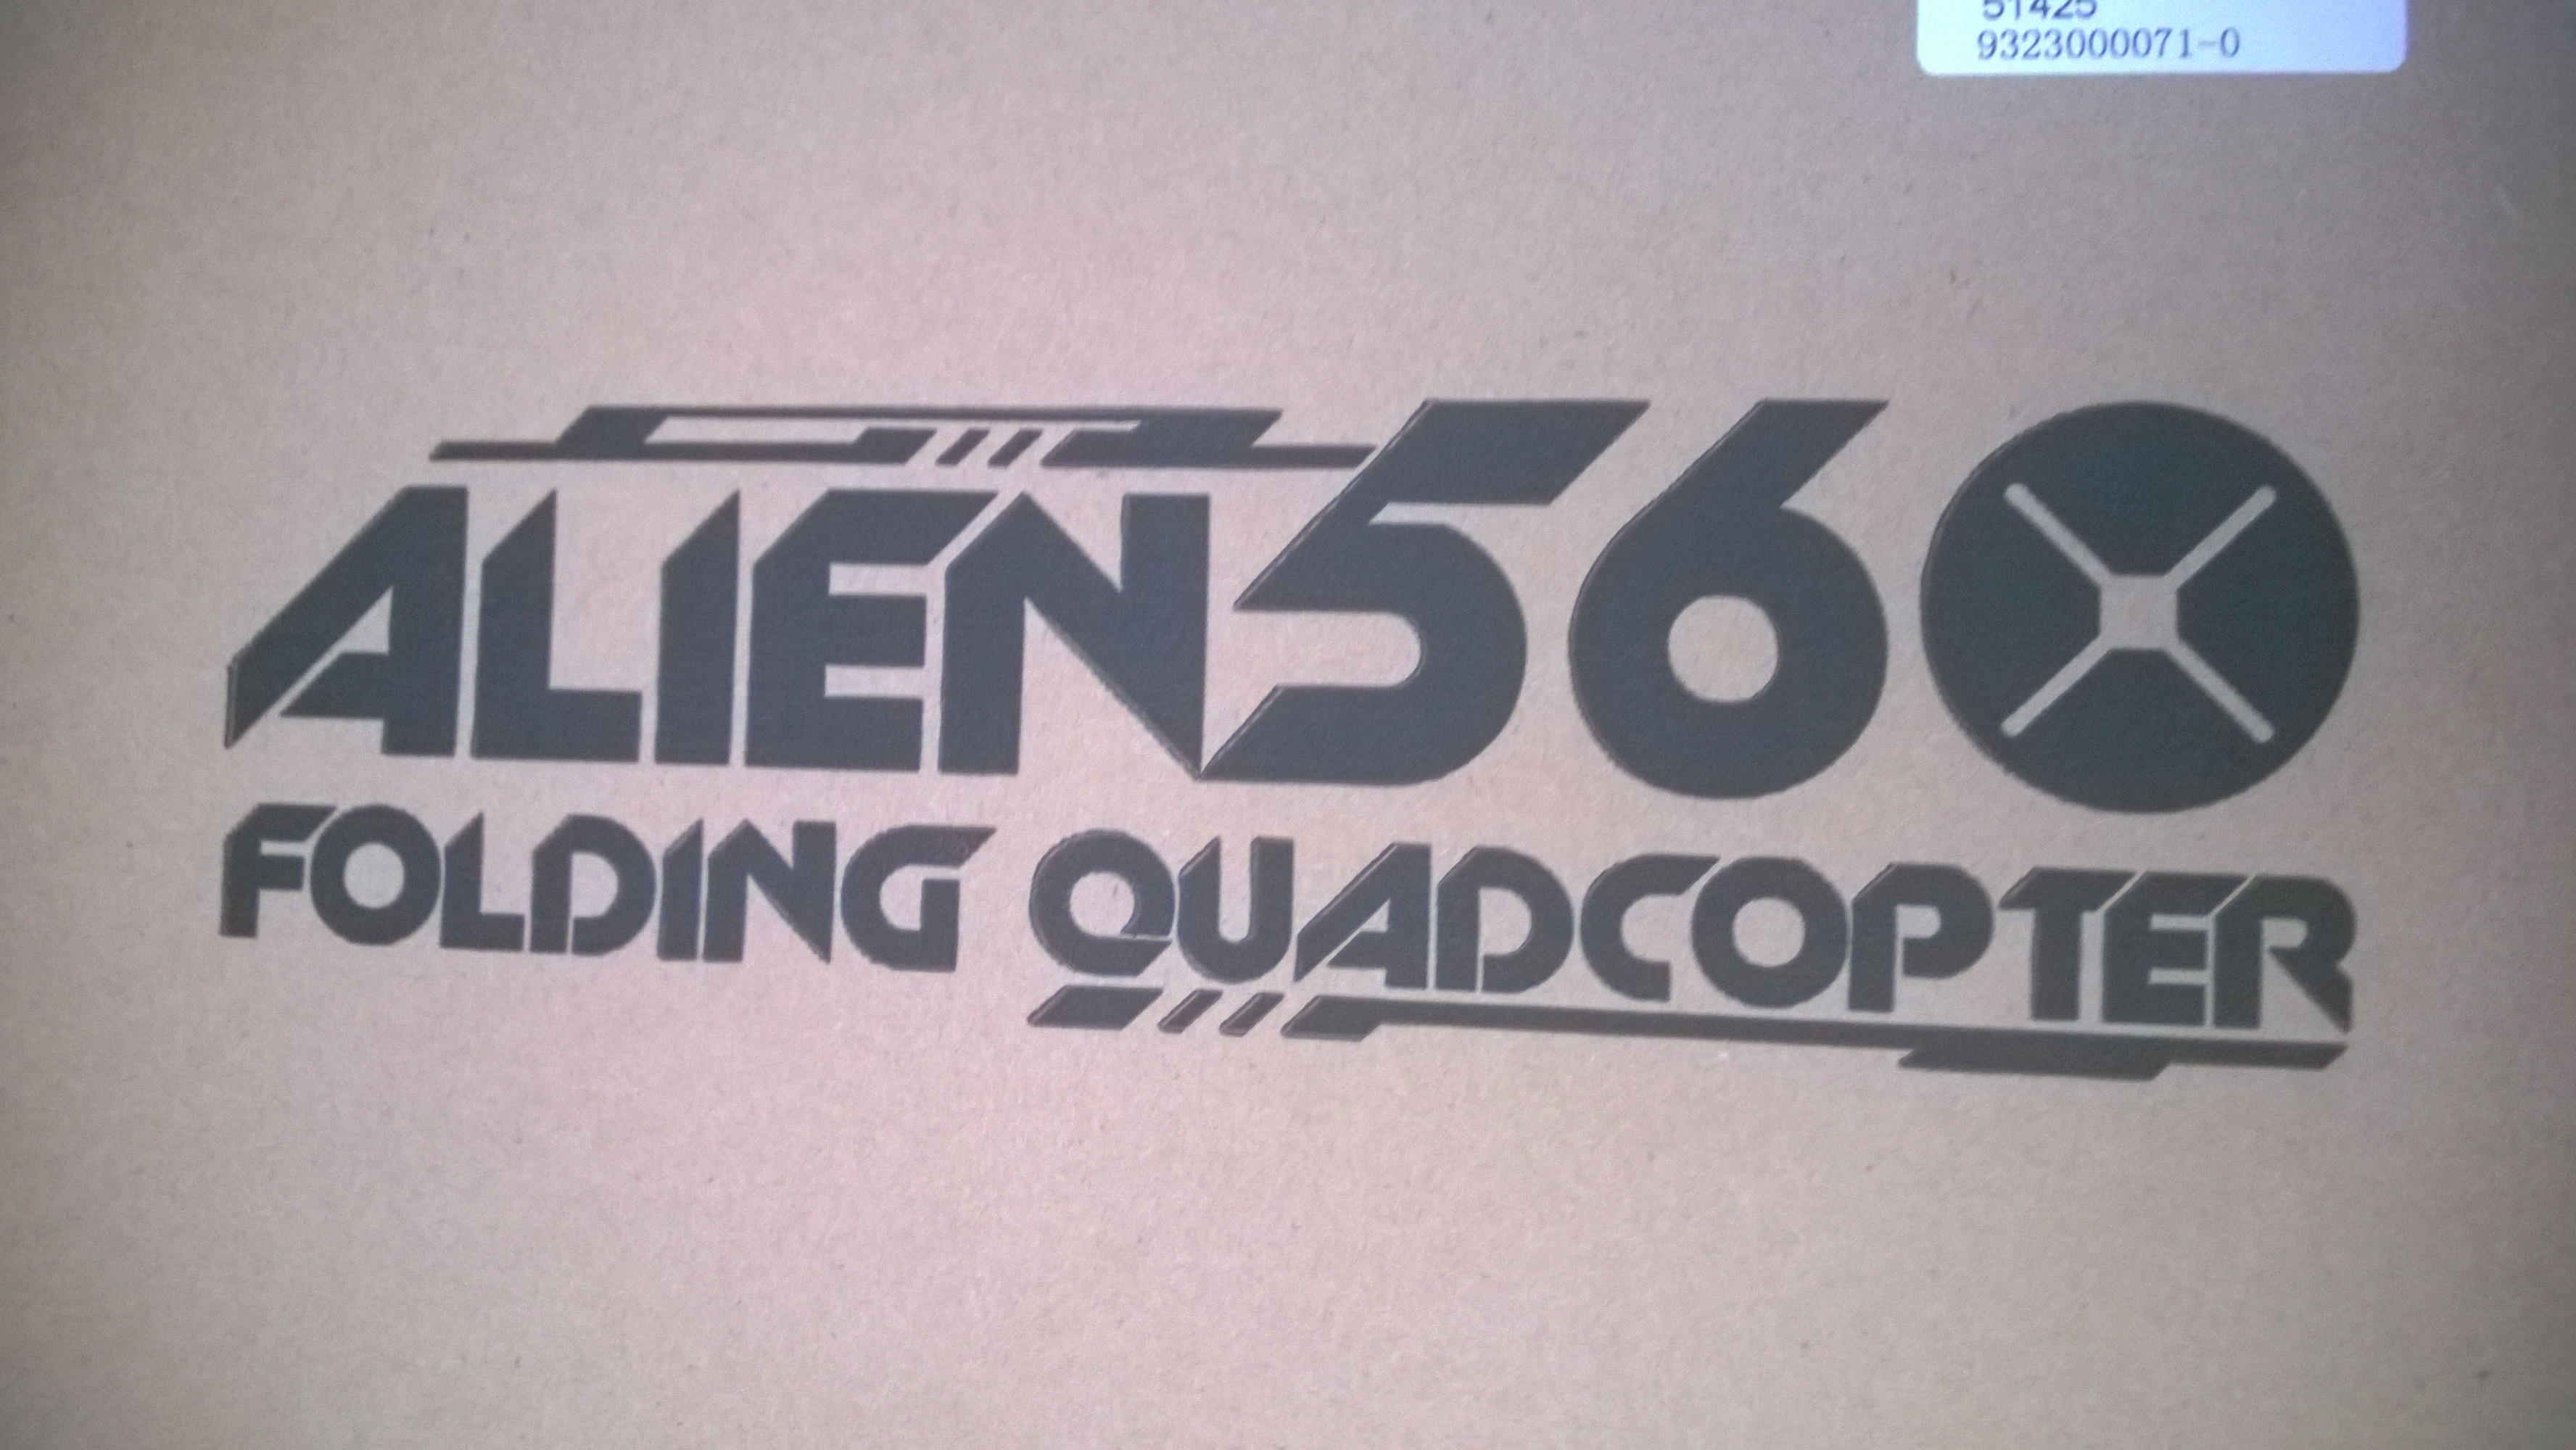 51425
9323000071-0
ALIEN560
FOLDING QUADCOPTER